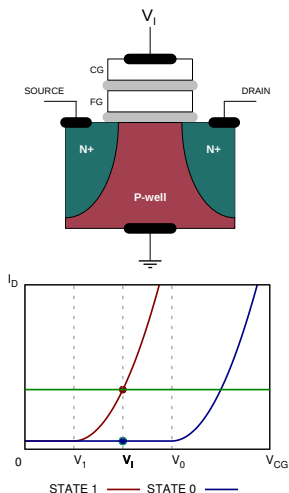 V_I
CG
SOURCE FG DRAIN
N+ N+
P-well
I_D
0 V_1 V_I V_0 V_CG
STATE 1 STATE 0